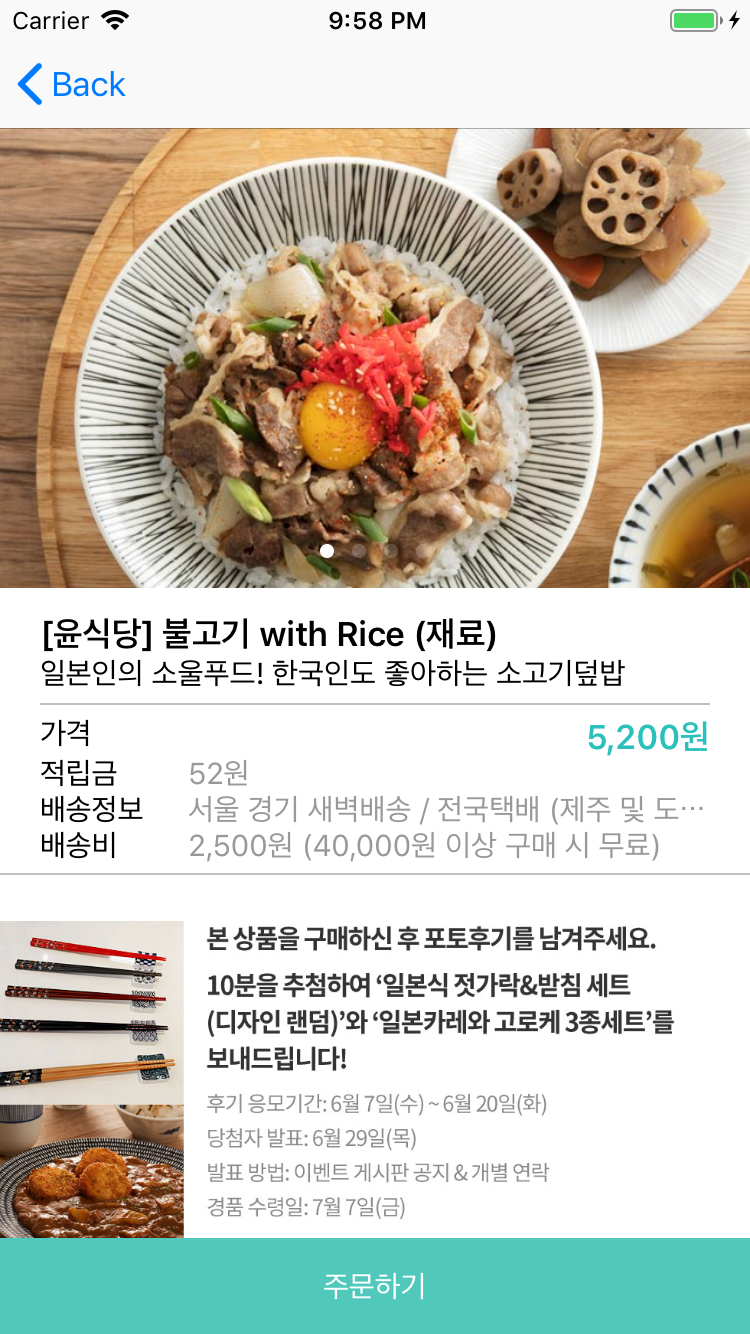 Carrier
9:58 PM
Back
[윤식당] 불고기 with Rice (재료)
일본인의 소울푸드! 한국인도 좋아하는 소고기덮밥
가격 5,200원
적립금 52원
배송정보 서울 경기 새벽배송 / 전국택배 (제주 및 도…
배송비 2,500원 (40,000원 이상 구매 시 무료)
본 상품을 구매하신 후 포토후기를 남겨주세요.
10분을 추첨하여 ‘일본식 젓가락&받침 세트
(디자인 랜덤)’와 ‘일본카레와 고로케 3종세트’를
보내드립니다!
후기 응모기간: 6월 7일(수) ~ 6월 20일(화)
당첨자 발표: 6월 29일(목)
발표 방법: 이벤트 게시판 공지 & 개별 연락
경품 수령일: 7월 7일(금)
주문하기